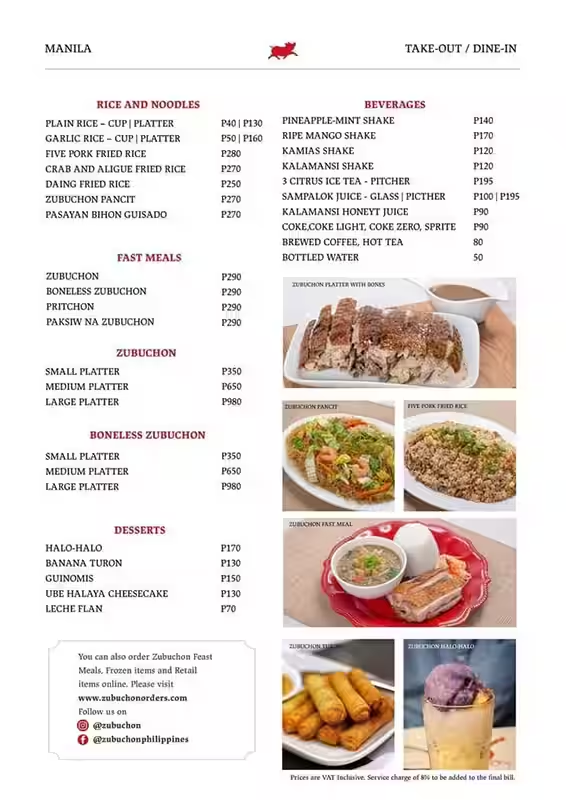 MANILA
TAKE-OUT / DINE-IN
RICE AND NOODLES
PLAIN RICE – CUP | PLATTER P40 | P130
GARLIC RICE – CUP | PLATTER P50 | P160
FIVE PORK FRIED RICE P280
CRAB AND ALIGUE FRIED RICE P270
DAING FRIED RICE P250
ZUBUCHON PANCIT P270
PASAYAN BIHON GUISADO P270
FAST MEALS
ZUBUCHON P290
BONELESS ZUBUCHON P290
PRITCHON P290
PAKSIW NA ZUBUCHON P290
ZUBUCHON
SMALL PLATTER P350
MEDIUM PLATTER P650
LARGE PLATTER P980
BONELESS ZUBUCHON
SMALL PLATTER P350
MEDIUM PLATTER P650
LARGE PLATTER P980
DESSERTS
HALO-HALO P170
BANANA TURON P130
GUINOMIS P150
UBE HALAYA CHEESECAKE P130
LECHE FLAN P70
You can also order Zubuchon Feast
Meals, Frozen items and Retail
items online. Please visit
www.zubuchonorders.com
Follow us on
@zubuchon
@zubuchonphilippines
BEVERAGES
PINEAPPLE-MINT SHAKE P140
RIPE MANGO SHAKE P170
KAMIAS SHAKE P120
KALAMANSI SHAKE P120
3 CITRUS ICE TEA - PITCHER P195
SAMPALOK JUICE - GLASS | PICTHER P100 | P195
KALAMANSI HONEYT JUICE P90
COKE,COKE LIGHT, COKE ZERO, SPRITE P90
BREWED COFFEE, HOT TEA 80
BOTTLED WATER 50
ZUBUCHON PLATTER WITH BONES
ZUBUCHON PANCIT
FIVE PORK FRIED RICE
ZUBUCHON FAST MEAL
ZUBUCHON
ZUBUCHON HALO-HALO
Prices are VAT Inclusive. Service charge of 8% to be added to the final bill.